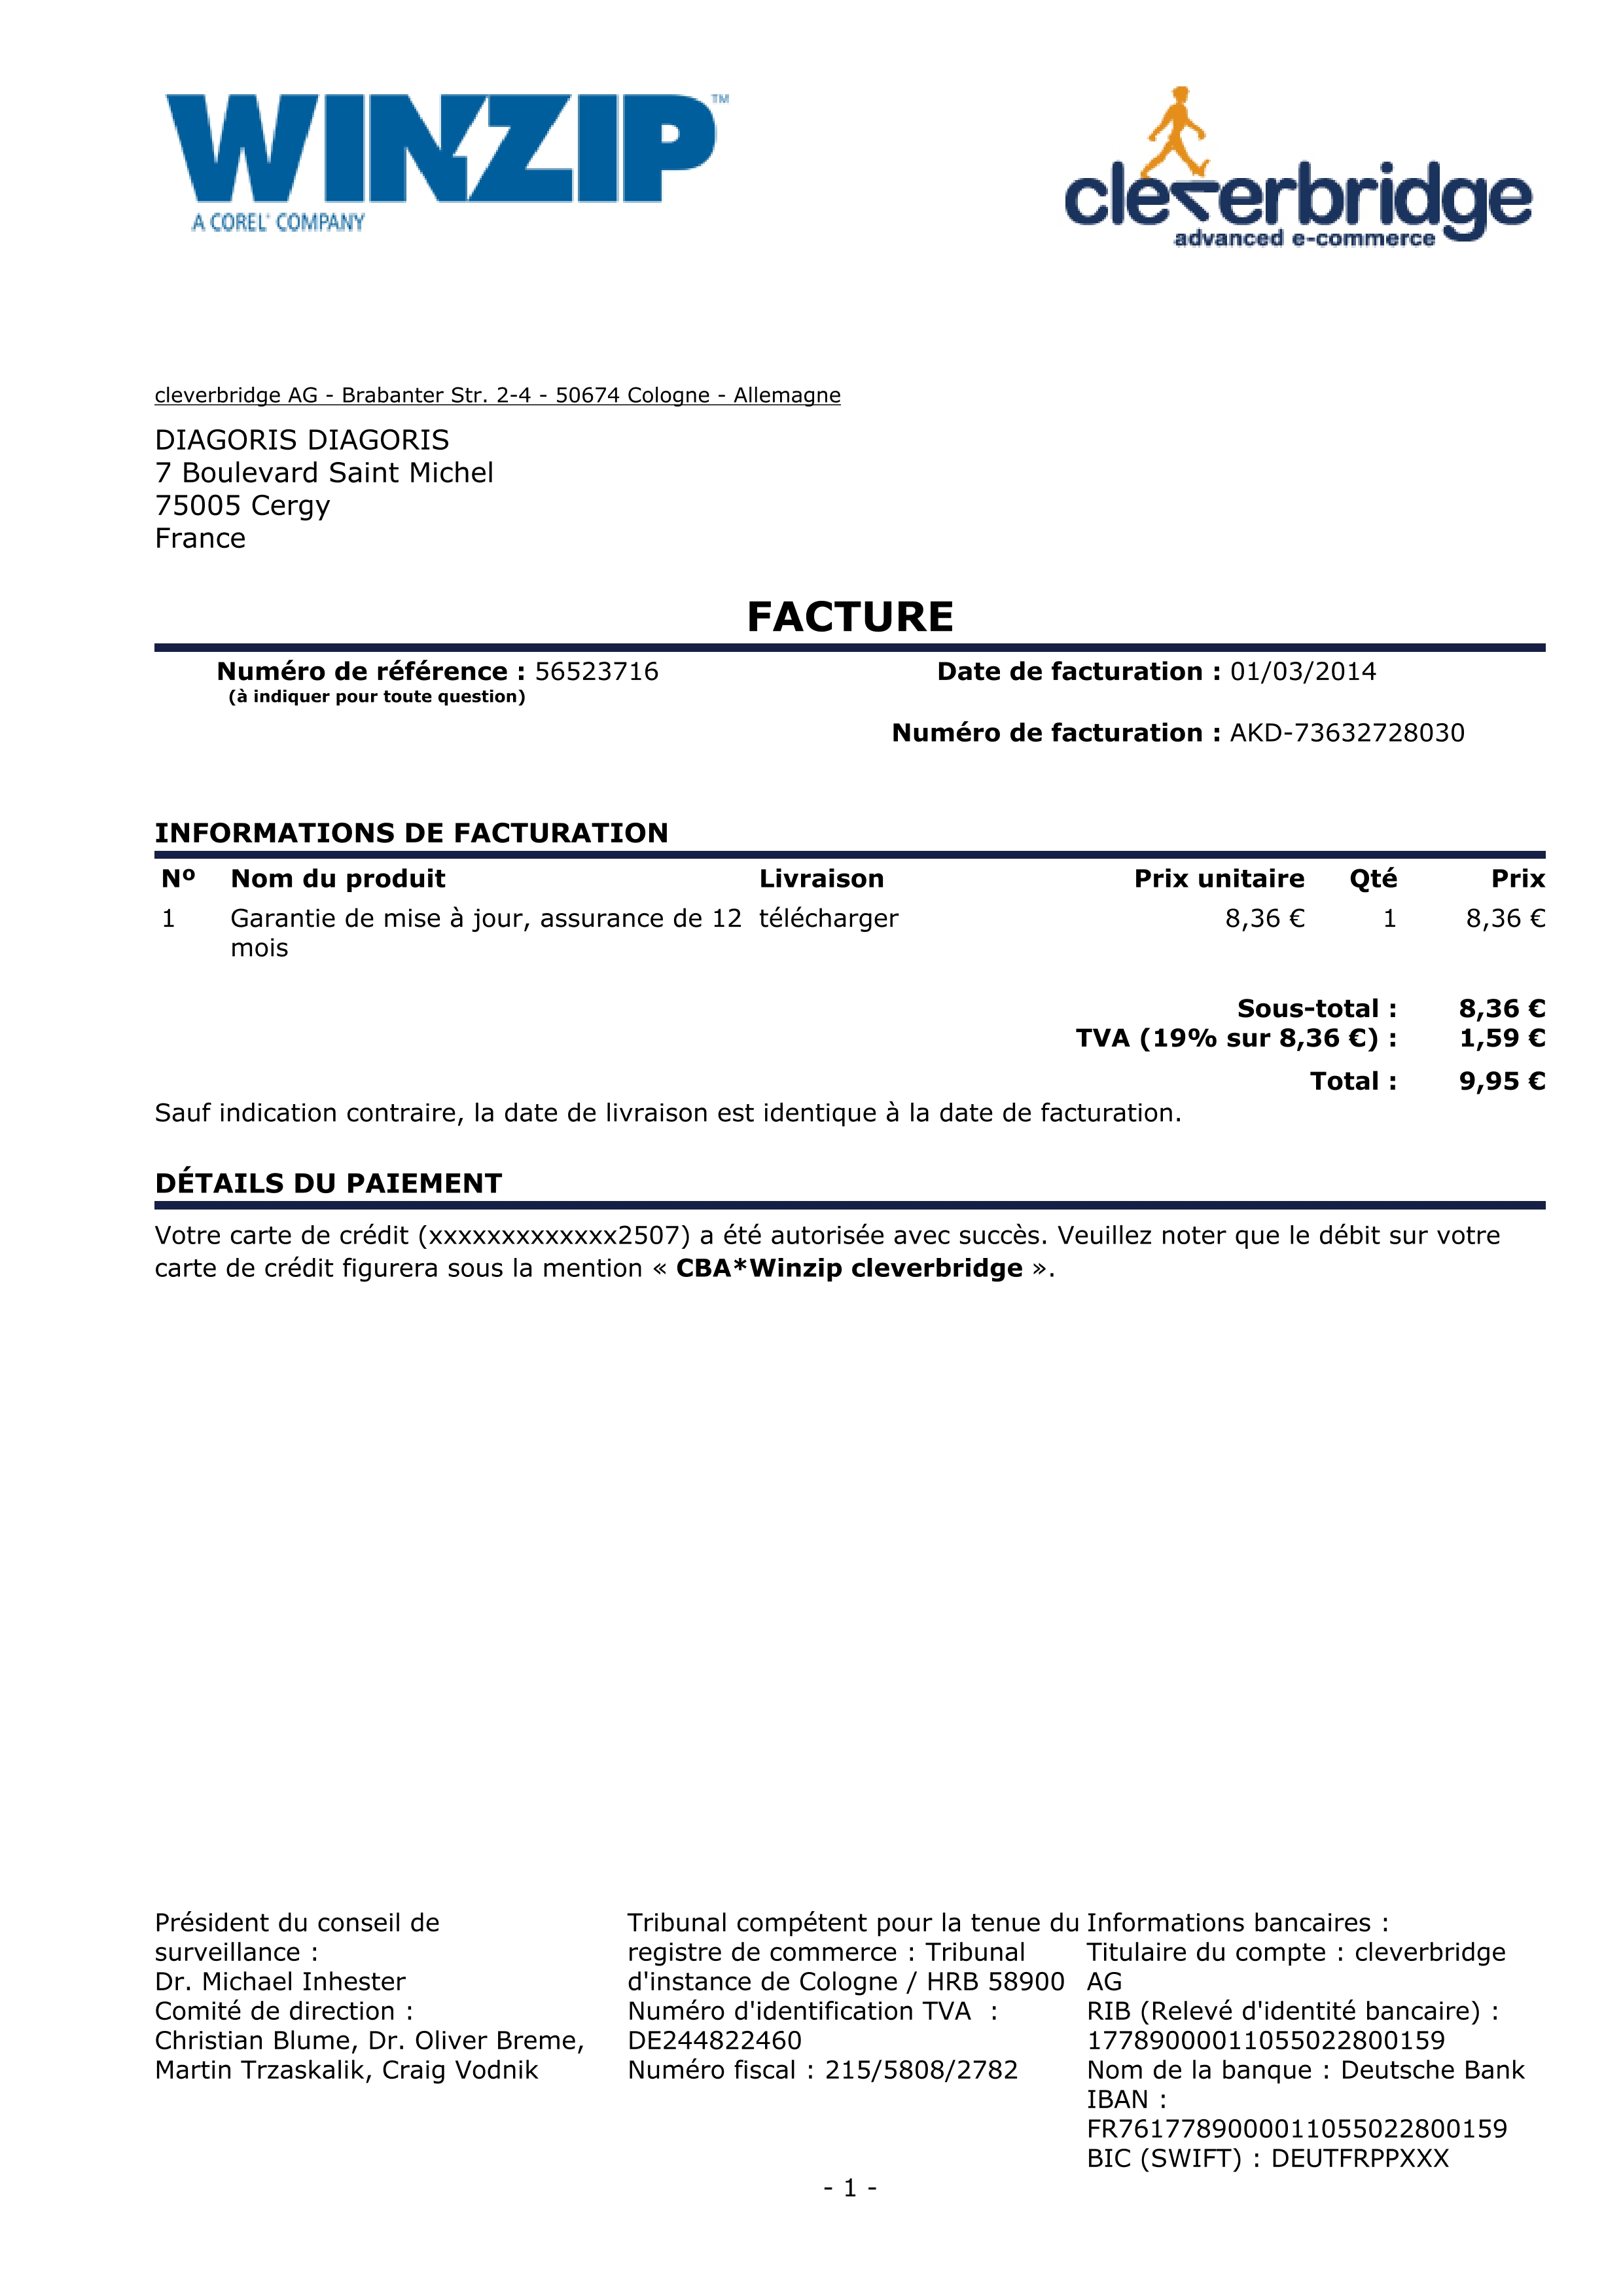 WINZIP™
A COREL® COMPANY
cleverbridge
advanced e-commerce
cleverbridge AG - Brabanter Str. 2-4 - 50674 Cologne - Allemagne
DIAGORIS DIAGORIS
7 Boulevard Saint Michel
75005 Cergy
France
FACTURE
Numéro de référence : 56523716
(à indiquer pour toute question)
Date de facturation : 01/03/2014
Numéro de facturation : AKD-73632728030
INFORMATIONS DE FACTURATION
Nº Nom du produit Livraison Prix unitaire Qté Prix
1 Garantie de mise à jour, assurance de 12 télécharger 8,36 € 1 8,36 €
mois
Sous-total : 8,36 €
TVA (19% sur 8,36 €) : 1,59 €
Total : 9,95 €
Sauf indication contraire, la date de livraison est identique à la date de facturation.
DÉTAILS DU PAIEMENT
Votre carte de crédit (xxxxxxxxxxxxx2507) a été autorisée avec succès. Veuillez noter que le débit sur votre
carte de crédit figurera sous la mention « CBA*Winzip cleverbridge ».
Président du conseil de
surveillance :
Dr. Michael Inhester
Comité de direction :
Christian Blume, Dr. Oliver Breme,
Martin Trzaskalik, Craig Vodnik
Tribunal compétent pour la tenue du
registre de commerce : Tribunal
d'instance de Cologne / HRB 58900
Numéro d'identification TVA :
DE244822460
Numéro fiscal : 215/5808/2782
Informations bancaires :
Titulaire du compte : cleverbridge
AG
RIB (Relevé d'identité bancaire) :
17789000011055022800159
Nom de la banque : Deutsche Bank
IBAN :
FR7617789000011055022800159
BIC (SWIFT) : DEUTFRPPXXX
- 1 -